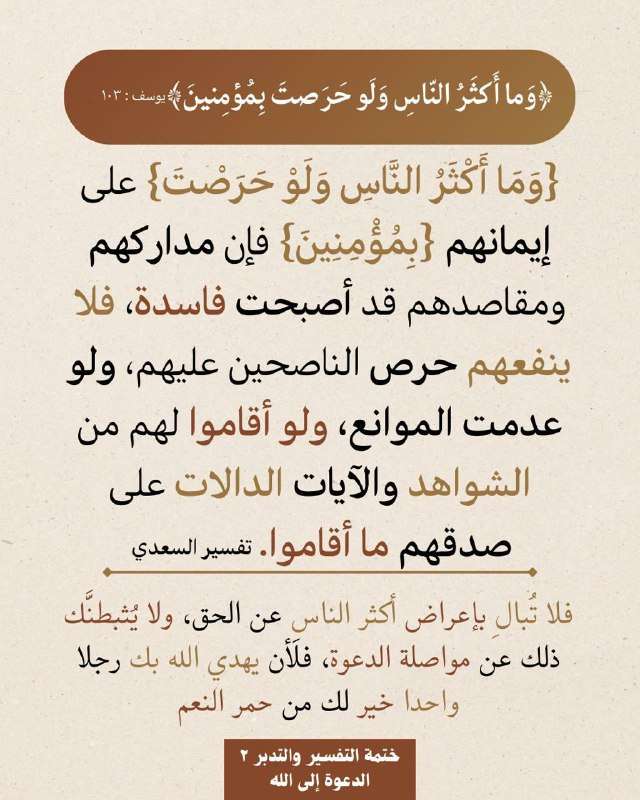 ﴿وَما أَكثَرُ النّاسِ وَلَو حَرَصتَ بِمُؤمِنينَ﴾ يوسف : ١٠٣
{وَمَا أَكْثَرُ النَّاسِ وَلَوْ حَرَصْتَ} على
إيمانهم {بِمُؤْمِنِينَ} فإن مداركهم
ومقاصدهم قد أصبحت فاسدة، فلا
ينفعهم حرص الناصحين عليهم، ولو
عدمت الموانع، ولو أقاموا لهم من
الشواهد والآيات الدالات على
صدقهم ما أقاموا. تفسير السعدي
فلا تُبالِ بإعراض أكثر الناس عن الحق، ولا يُثبطنَّك
ذلك عن مواصلة الدعوة، فلَأن يهدي الله بك رجلا
واحدا خير لك من حمر النعم
ختمة التفسير والتدبر ٢
الدعوة إلى الله